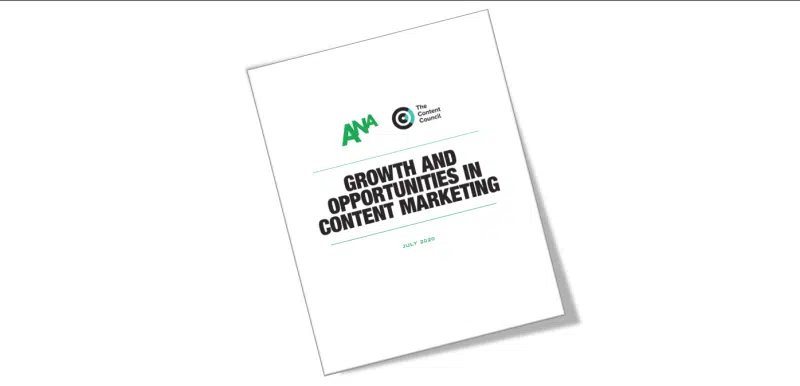 ANA
The
Content
Council
GROWTH AND
OPPORTUNITIES IN
CONTENT MARKETING
JULY 2020